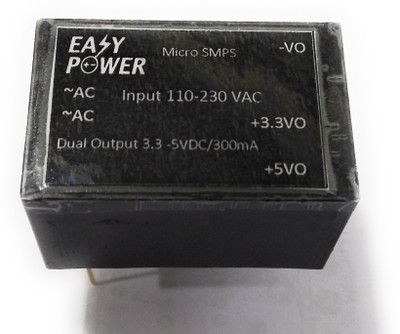 EASY POWER
Micro SMPS
-VO
~AC
Input 110-230 VAC
~AC
+3.3VO
Dual Output 3.3 -5VDC/300mA
+5VO